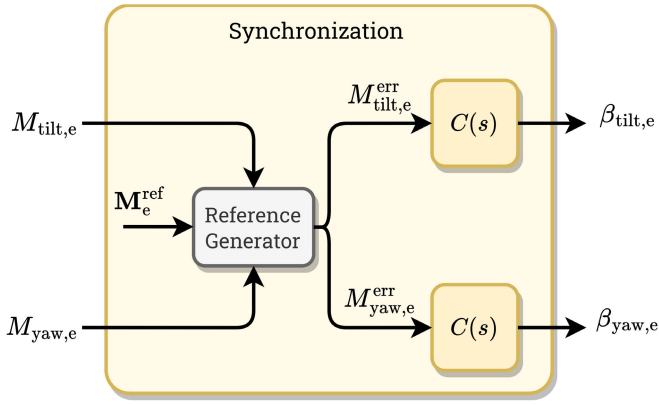 Synchronization
M_tilt,e
M_e^ref
M_yaw,e
Reference
Generator
M_tilt,e^err
C(s)
β_tilt,e
M_yaw,e^err
C(s)
β_yaw,e